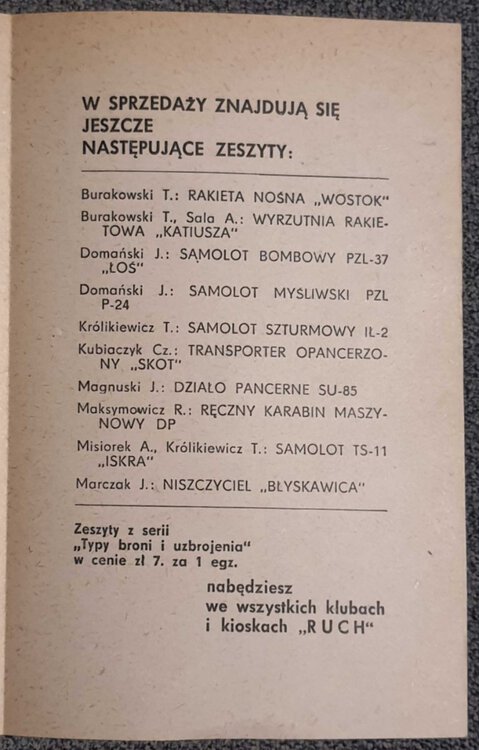 W SPRZEDAŻY ZNAJDUJĄ SIĘ
JESZCZE
NASTĘPUJĄCE ZESZYTY:
Burakowski T.: RAKIETA NOŚNA „WOSTOK"
Burakowski T., Sala A.: WYRZUTNIA RAKIE-
TOWA „KATIUSZA"
Domański J.: SAMOLOT BOMBOWY PZL-37
„ŁOŚ"
Domański J.: SAMOLOT MYŚLIWSKI PZL
P-24
Królikiewicz T.: SAMOLOT SZTURMOWY IŁ-2
Kubiaczyk Cz.: TRANSPORTER OPANCERZO-
NY „SKOT"
Magnuski J.: DZIAŁO PANCERNE SU-85
Maksymowicz R.: RĘCZNY KARABIN MASZY-
NOWY DP
Misiorek A., Królikiewicz T.: SAMOLOT TS-11
„ISKRA"
Marczak J.: NISZCZYCIEL „BŁYSKAWICA"
Zeszyty z serii
„Typy broni i uzbrojenia"
w cenie zł 7. za 1 egz.
nabędziesz
we wszystkich klubach
i kioskach „RUCH"